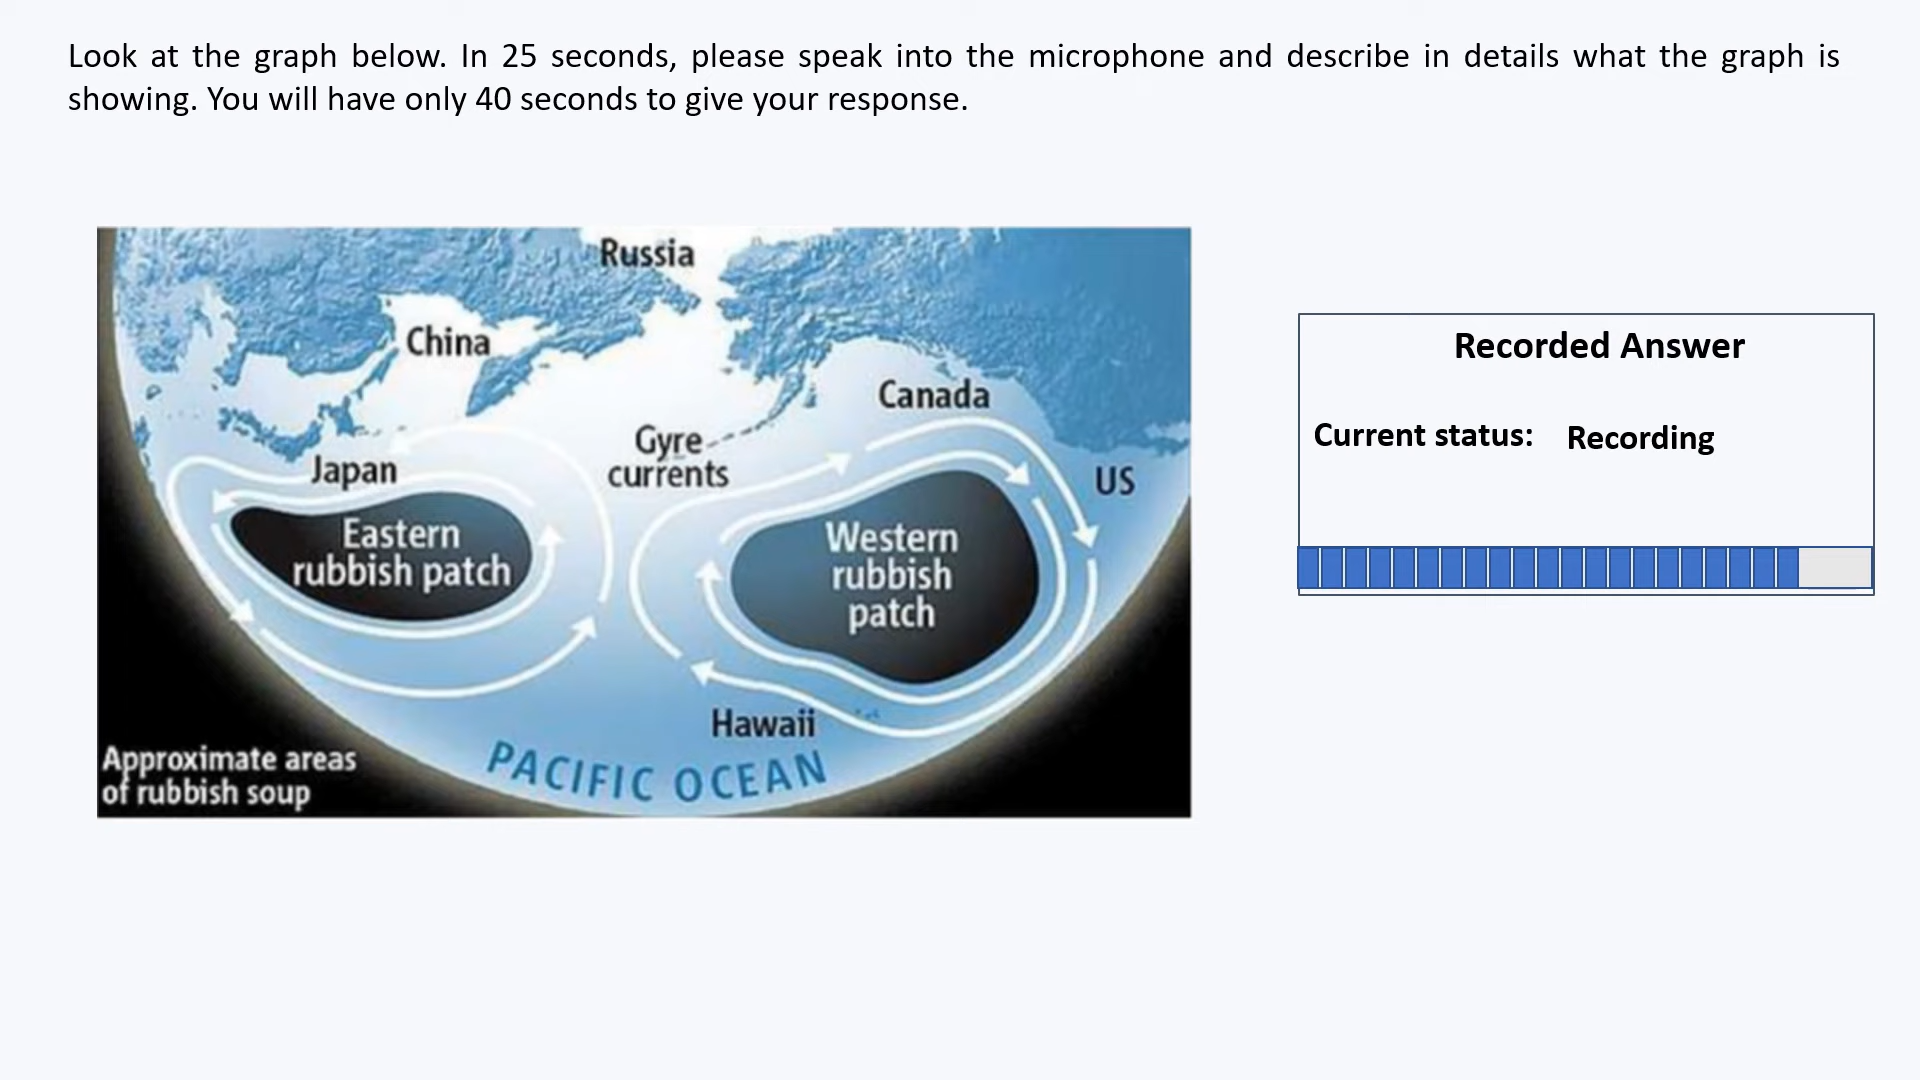 Look at the graph below. In 25 seconds, please speak into the microphone and describe in details what the graph is
showing. You will have only 40 seconds to give your response.
Russia
China
Canada
Gyre
currents
Japan
US
Eastern
rubbish patch
Western
rubbish
patch
Hawaii
PACIFIC OCEAN
Approximate areas
of rubbish soup
Recorded Answer
Current status: Recording